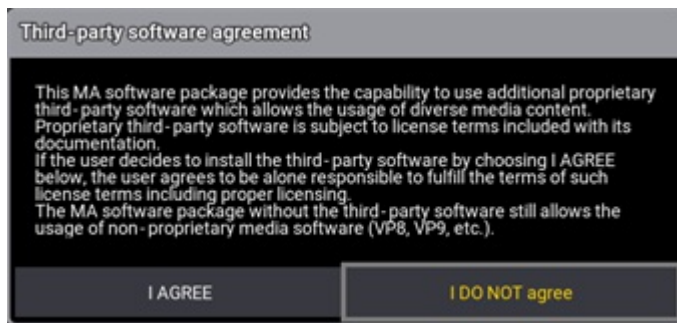 Third-party software agreement
This MA software package provides the capability to use additional proprietary
third-party software which allows the usage of diverse media content.
Proprietary third-party software is subject to license terms included with its
documentation.
If the user decides to install the third-party software by choosing I AGREE
below, the user agrees to be alone responsible to fulfill the terms of such
license terms including proper licensing.
The MA software package without the third-party software still allows the
usage of non-proprietary media software (VP8, VP9, etc.).
I AGREE
I DO NOT agree